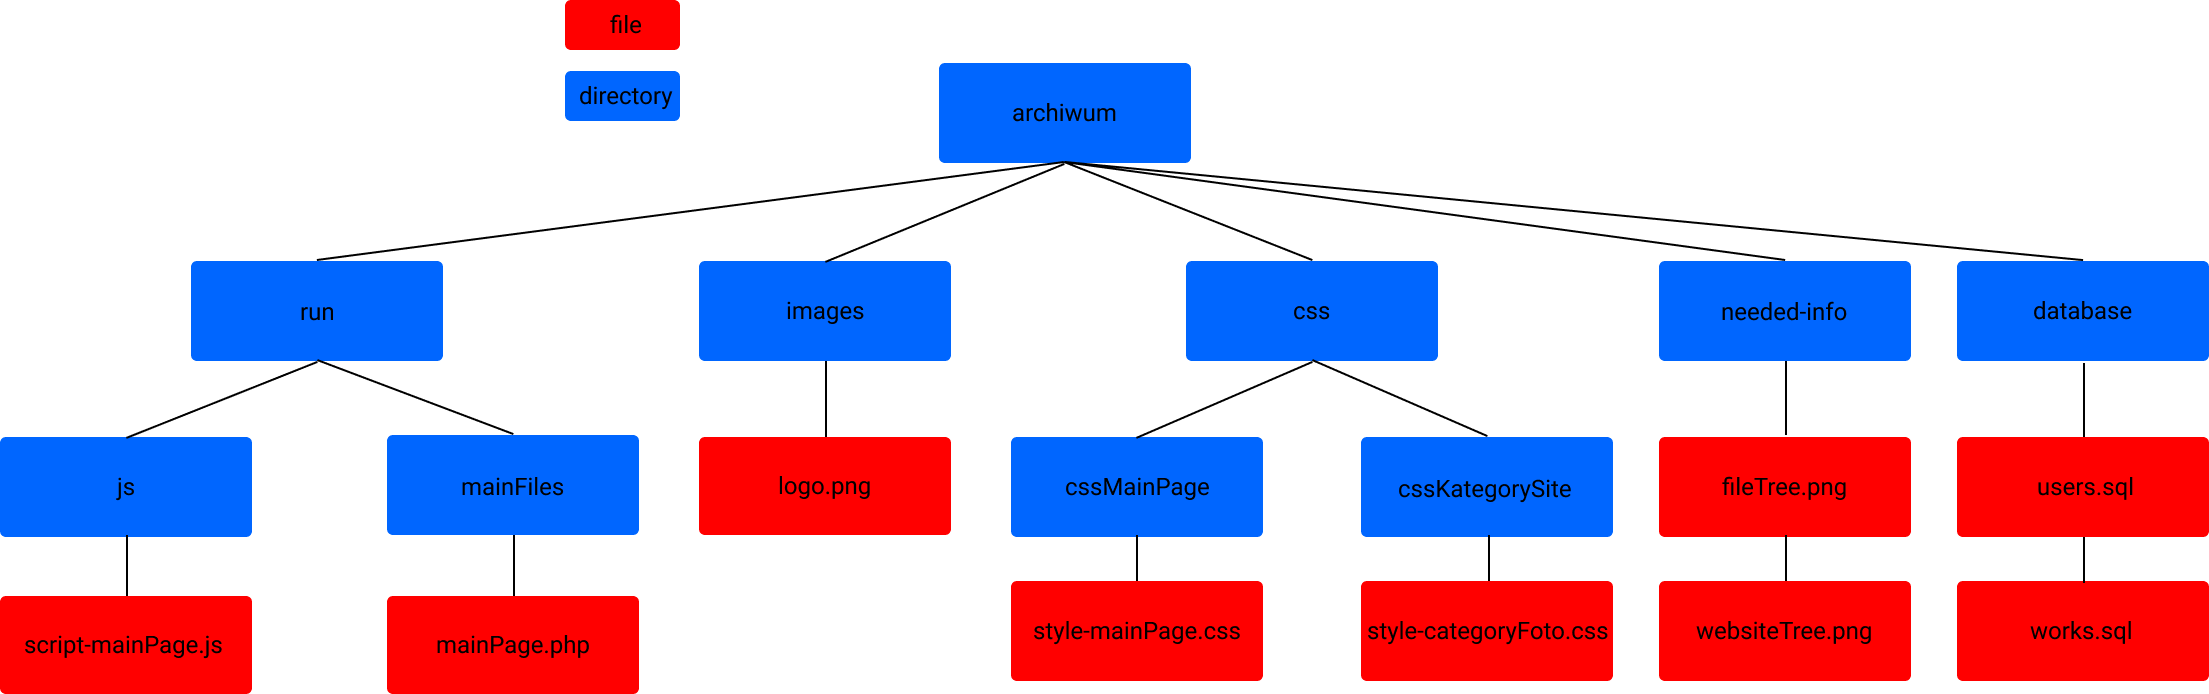 file
directory
archiwum
run
images
css
needed-info
database
js
mainFiles
logo.png
cssMainPage
cssKategorySite
fileTree.png
users.sql
script-mainPage.js
mainPage.php
style-mainPage.css
style-categoryFoto.css
websiteTree.png
works.sql